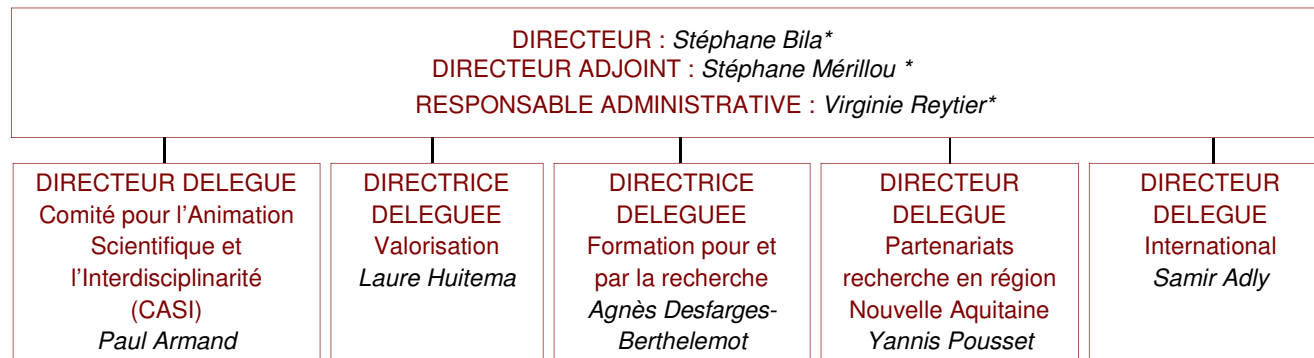 DIRECTEUR : Stéphane Bila*
DIRECTEUR ADJOINT : Stéphane Mérillou *
RESPONSABLE ADMINISTRATIVE : Virginie Reytier*
DIRECTEUR DELEGUE
Comité pour l'Animation
Scientifique et
l'Interdisciplinarité
(CASI)
Paul Armand
DIRECTRICE
DELEGUEE
Valorisation
Laure Huitema
DIRECTRICE
DELEGUEE
Formation pour et
par la recherche
Agnès Desfarges-
Berthelemot
DIRECTEUR
DELEGUE
Partenariats
recherche en région
Nouvelle Aquitaine
Yannis Pousset
DIRECTEUR
DELEGUE
International
Samir Adly